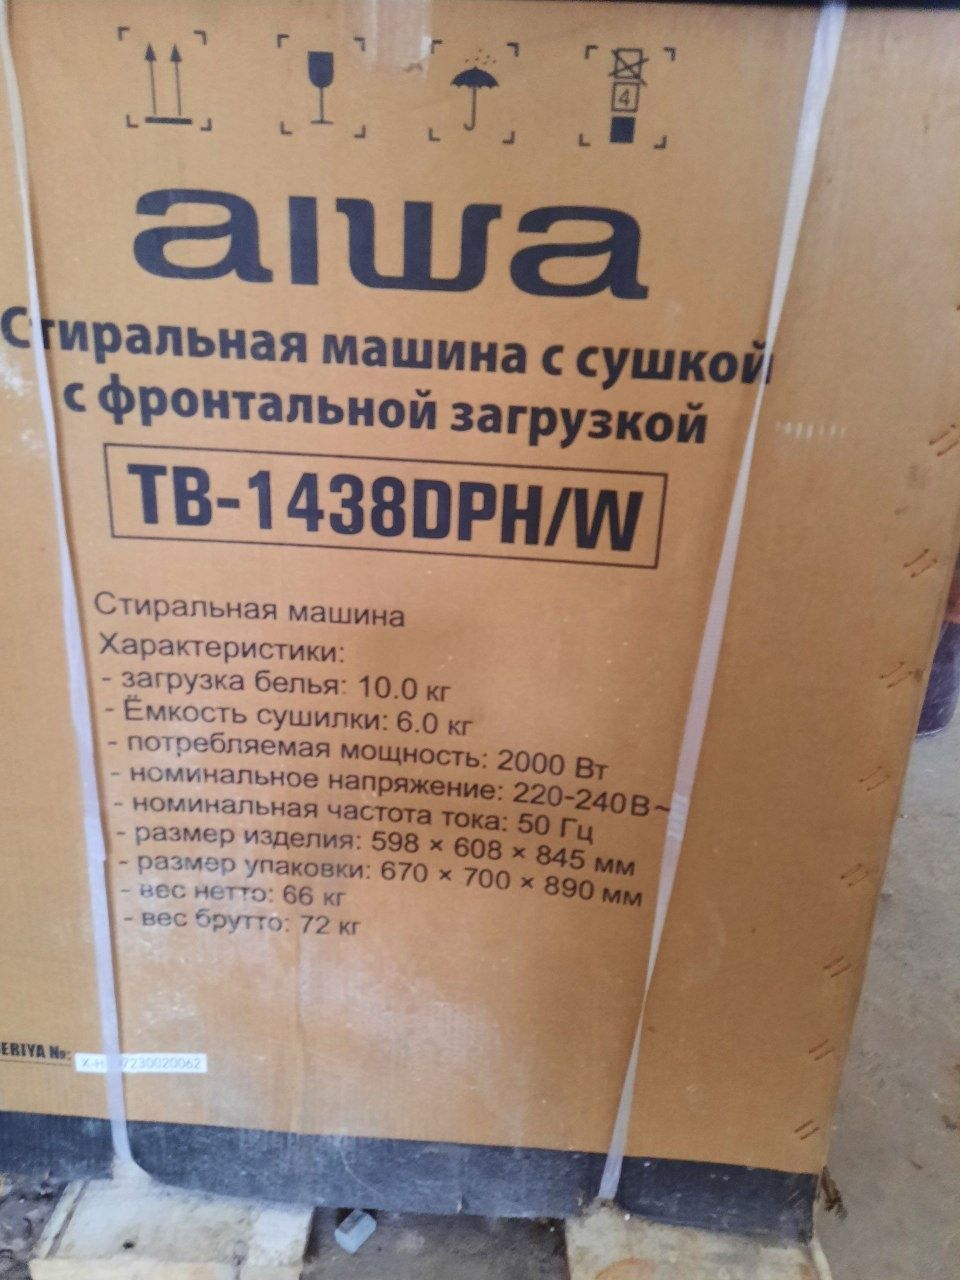 4
aiwa
Стиральная машина с сушкой
с фронтальной загрузкой
TB-1438DPH/W
Стиральная машина
Характеристики:
- загрузка белья: 10.0 кг
- Ёмкость сушилки: 6.0 кг
- потребляемая мощность: 2000 Вт
- номинальное напряжение: 220-240В~
- номинальная частота тока: 50 Гц
- размер изделия: 598 × 608 × 845 мм
- размер упаковки: 670 × 700 × 890 мм
- вес нетто: 66 кг
- вес брутто: 72 кг
№: